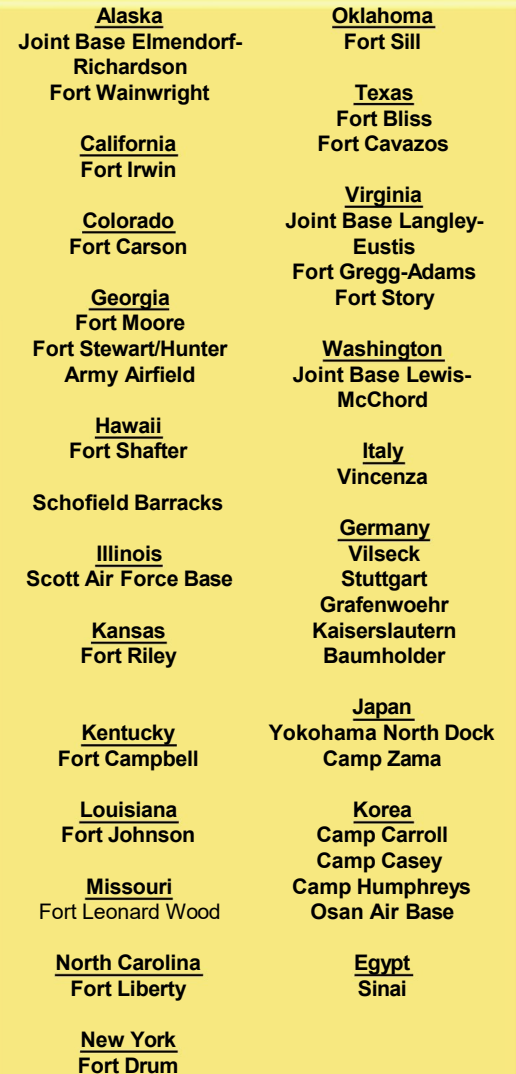 Alaska
Joint Base Elmendorf-
Richardson
Fort Wainwright
California
Fort Irwin
Colorado
Fort Carson
Georgia
Fort Moore
Fort Stewart/Hunter
Army Airfield
Hawaii
Fort Shafter
Schofield Barracks
Illinois
Scott Air Force Base
Kansas
Fort Riley
Kentucky
Fort Campbell
Louisiana
Fort Johnson
Missouri
Fort Leonard Wood
North Carolina
Fort Liberty
New York
Fort Drum
Oklahoma
Fort Sill
Texas
Fort Bliss
Fort Cavazos
Virginia
Joint Base Langley-
Eustis
Fort Gregg-Adams
Fort Story
Washington
Joint Base Lewis-
McChord
Italy
Vincenza
Germany
Vilseck
Stuttgart
Grafenwoehr
Kaiserslautern
Baumholder
Japan
Yokohama North Dock
Camp Zama
Korea
Camp Carroll
Camp Casey
Camp Humphreys
Osan Air Base
Egypt
Sinai